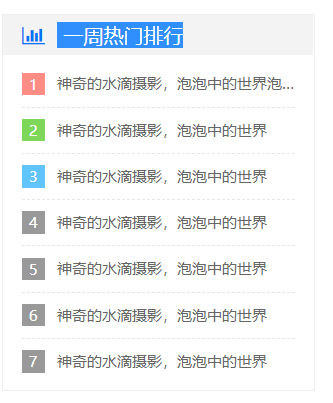 一周热门排行
1 神奇的水滴摄影，泡泡中的世界泡...
2 神奇的水滴摄影，泡泡中的世界
3 神奇的水滴摄影，泡泡中的世界
4 神奇的水滴摄影，泡泡中的世界
5 神奇的水滴摄影，泡泡中的世界
6 神奇的水滴摄影，泡泡中的世界
7 神奇的水滴摄影，泡泡中的世界